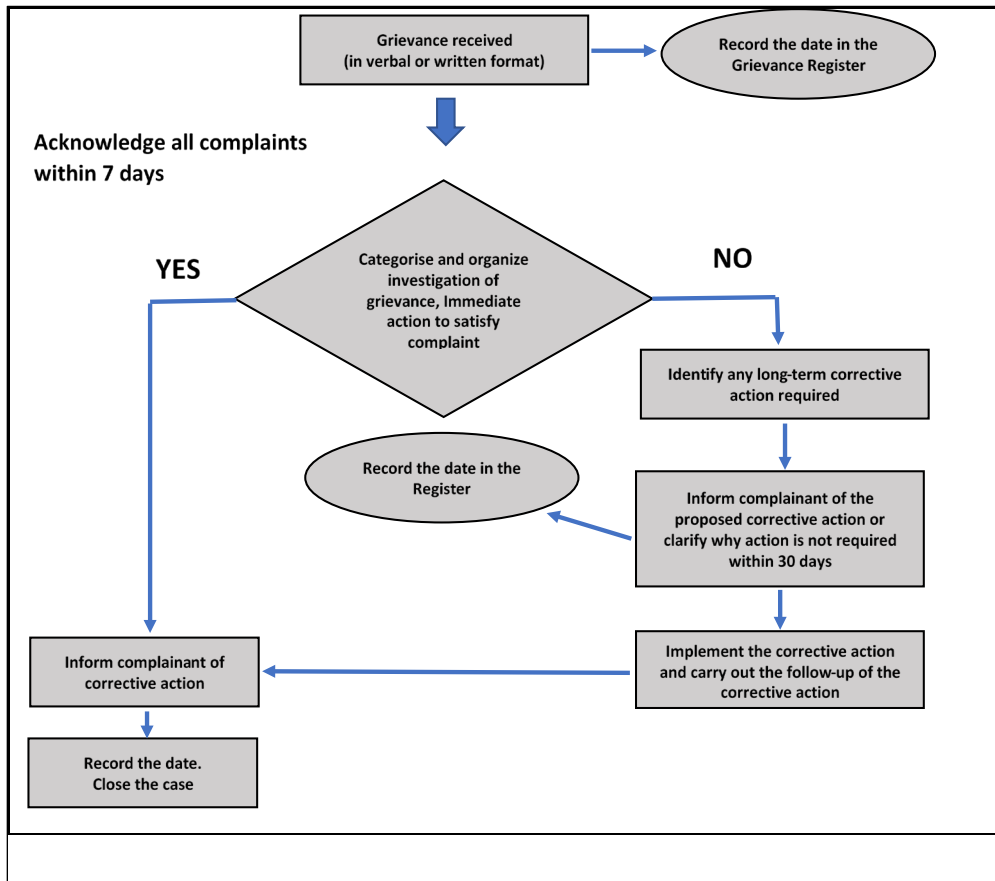 Grievance received
(in verbal or written format)
Record the date in the
Grievance Register
Acknowledge all complaints
within 7 days
YES
Categorise and organize
investigation of
grievance, Immediate
action to satisfy
complaint
NO
Identify any long-term corrective
action required
Record the date in the
Register
Inform complainant of the
proposed corrective action or
clarify why action is not required
within 30 days
Implement the corrective action
and carry out the follow-up of the
corrective action
Inform complainant of
corrective action
Record the date.
Close the case